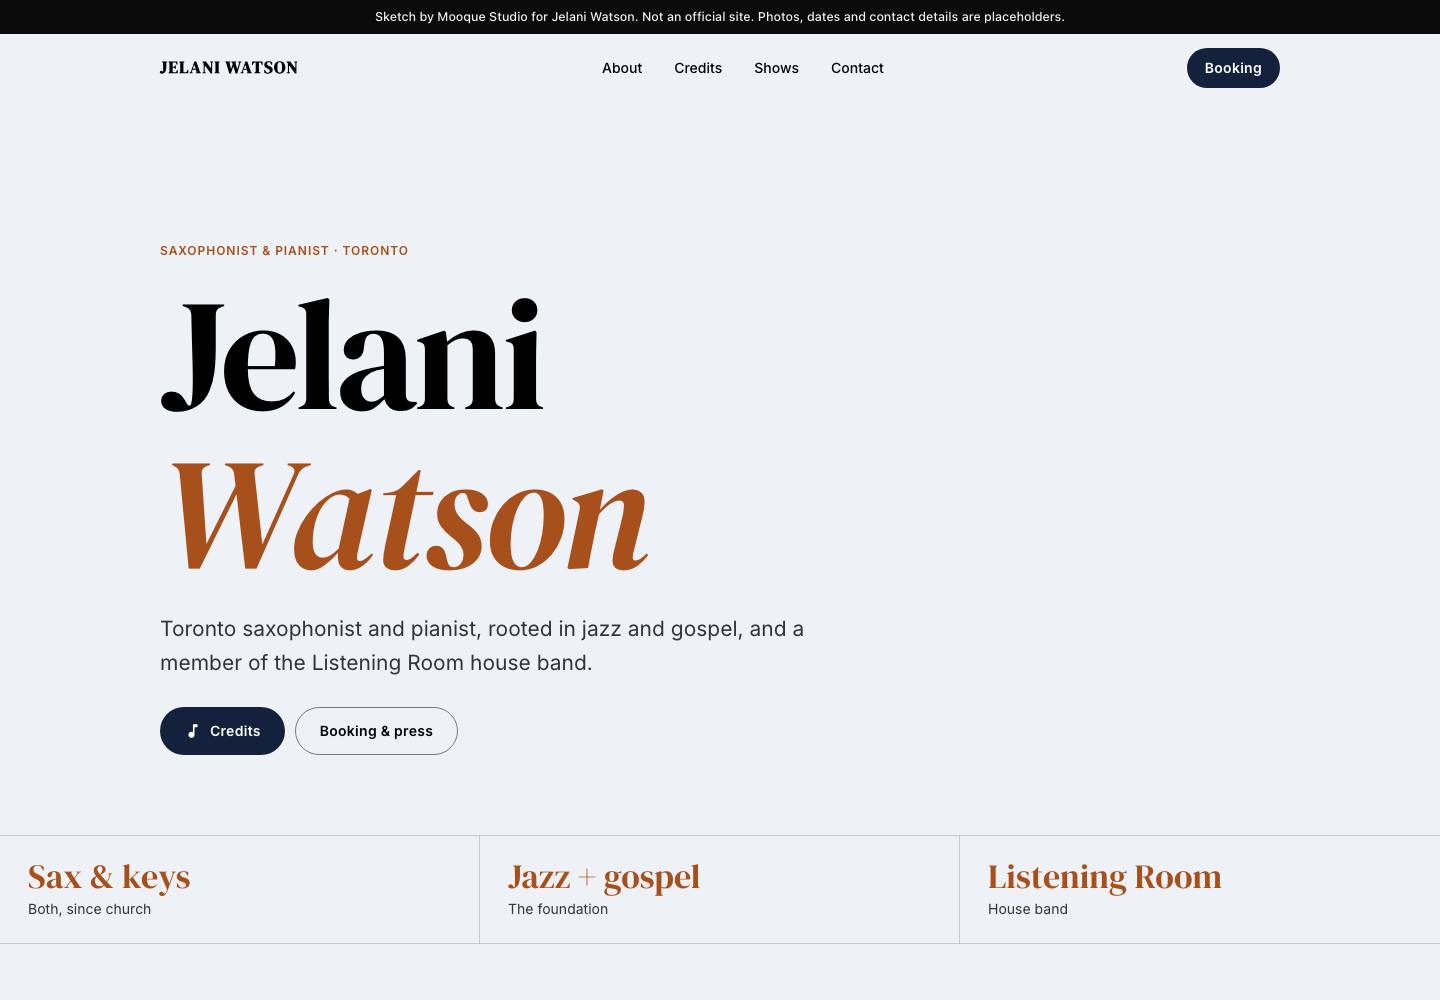 Sketch by Mooque Studio for Jelani Watson. Not an official site. Photos, dates and contact details are placeholders.
JELANI WATSON
About
Credits
Shows
Contact
Booking
SAXOPHONIST & PIANIST · TORONTO
Jelani
Watson
Toronto saxophonist and pianist, rooted in jazz and gospel, and a
member of the Listening Room house band.
Credits
Booking & press
Sax & keys
Both, since church
Jazz + gospel
The foundation
Listening Room
House band